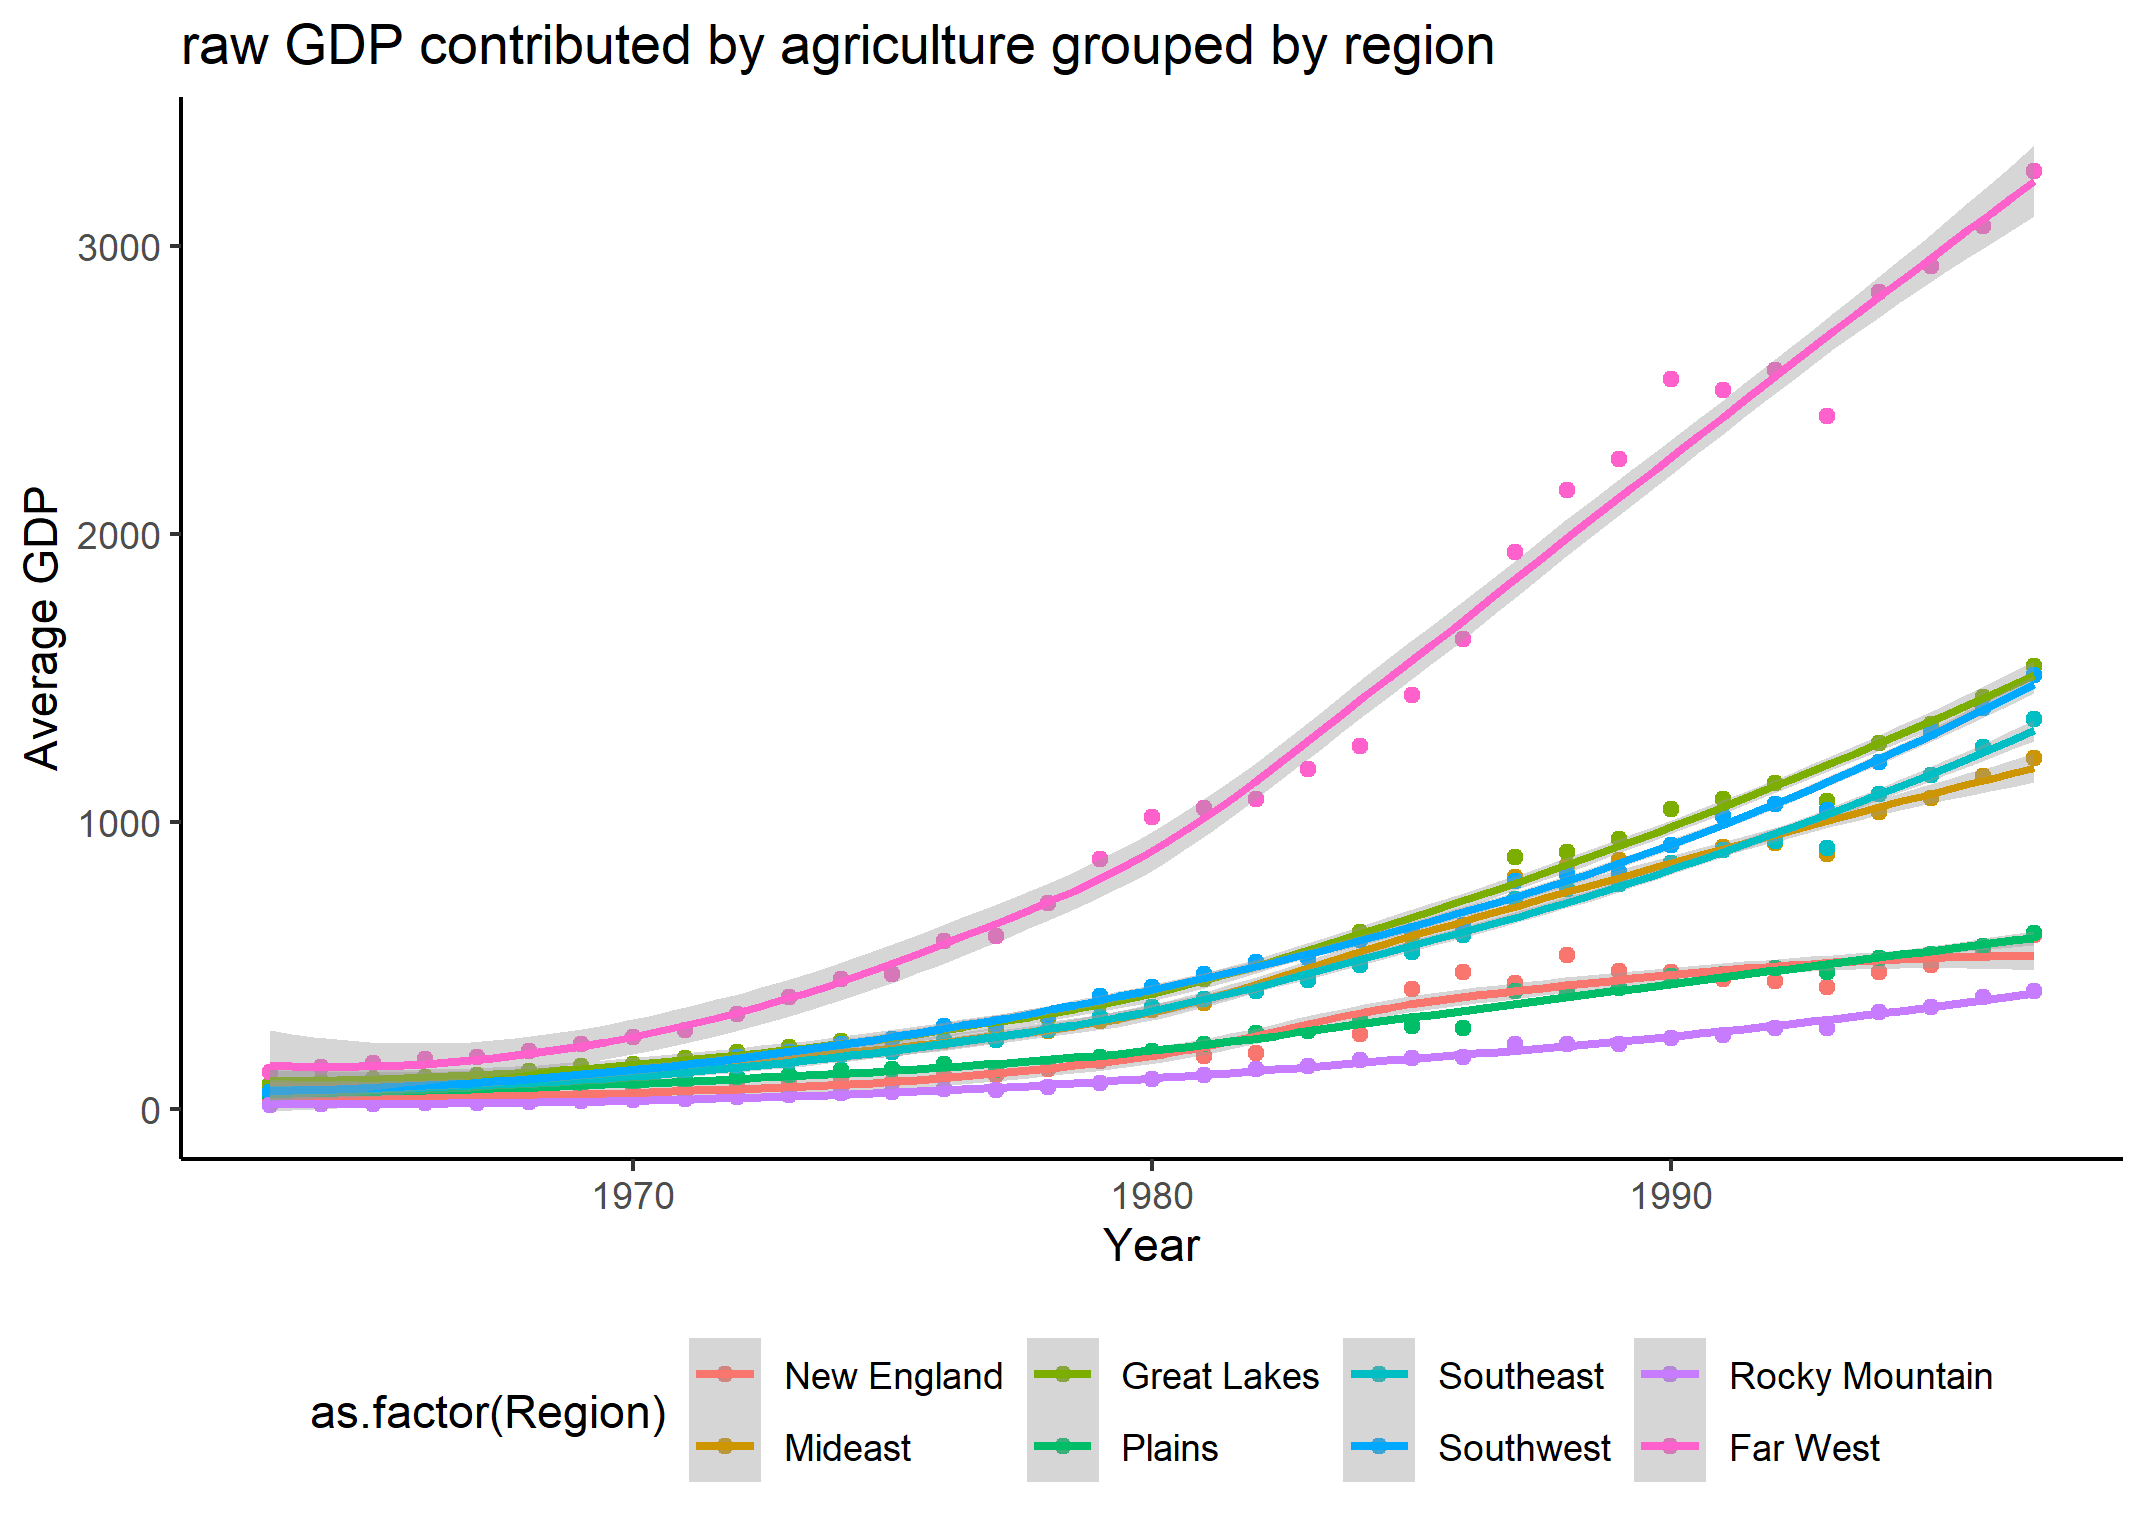 raw GDP contributed by agriculture grouped by region
Average GDP
3000
2000
1000
0
1970 1980 1990
Year
as.factor(Region)
New England Great Lakes Southeast Rocky Mountain
Mideast Plains Southwest Far West